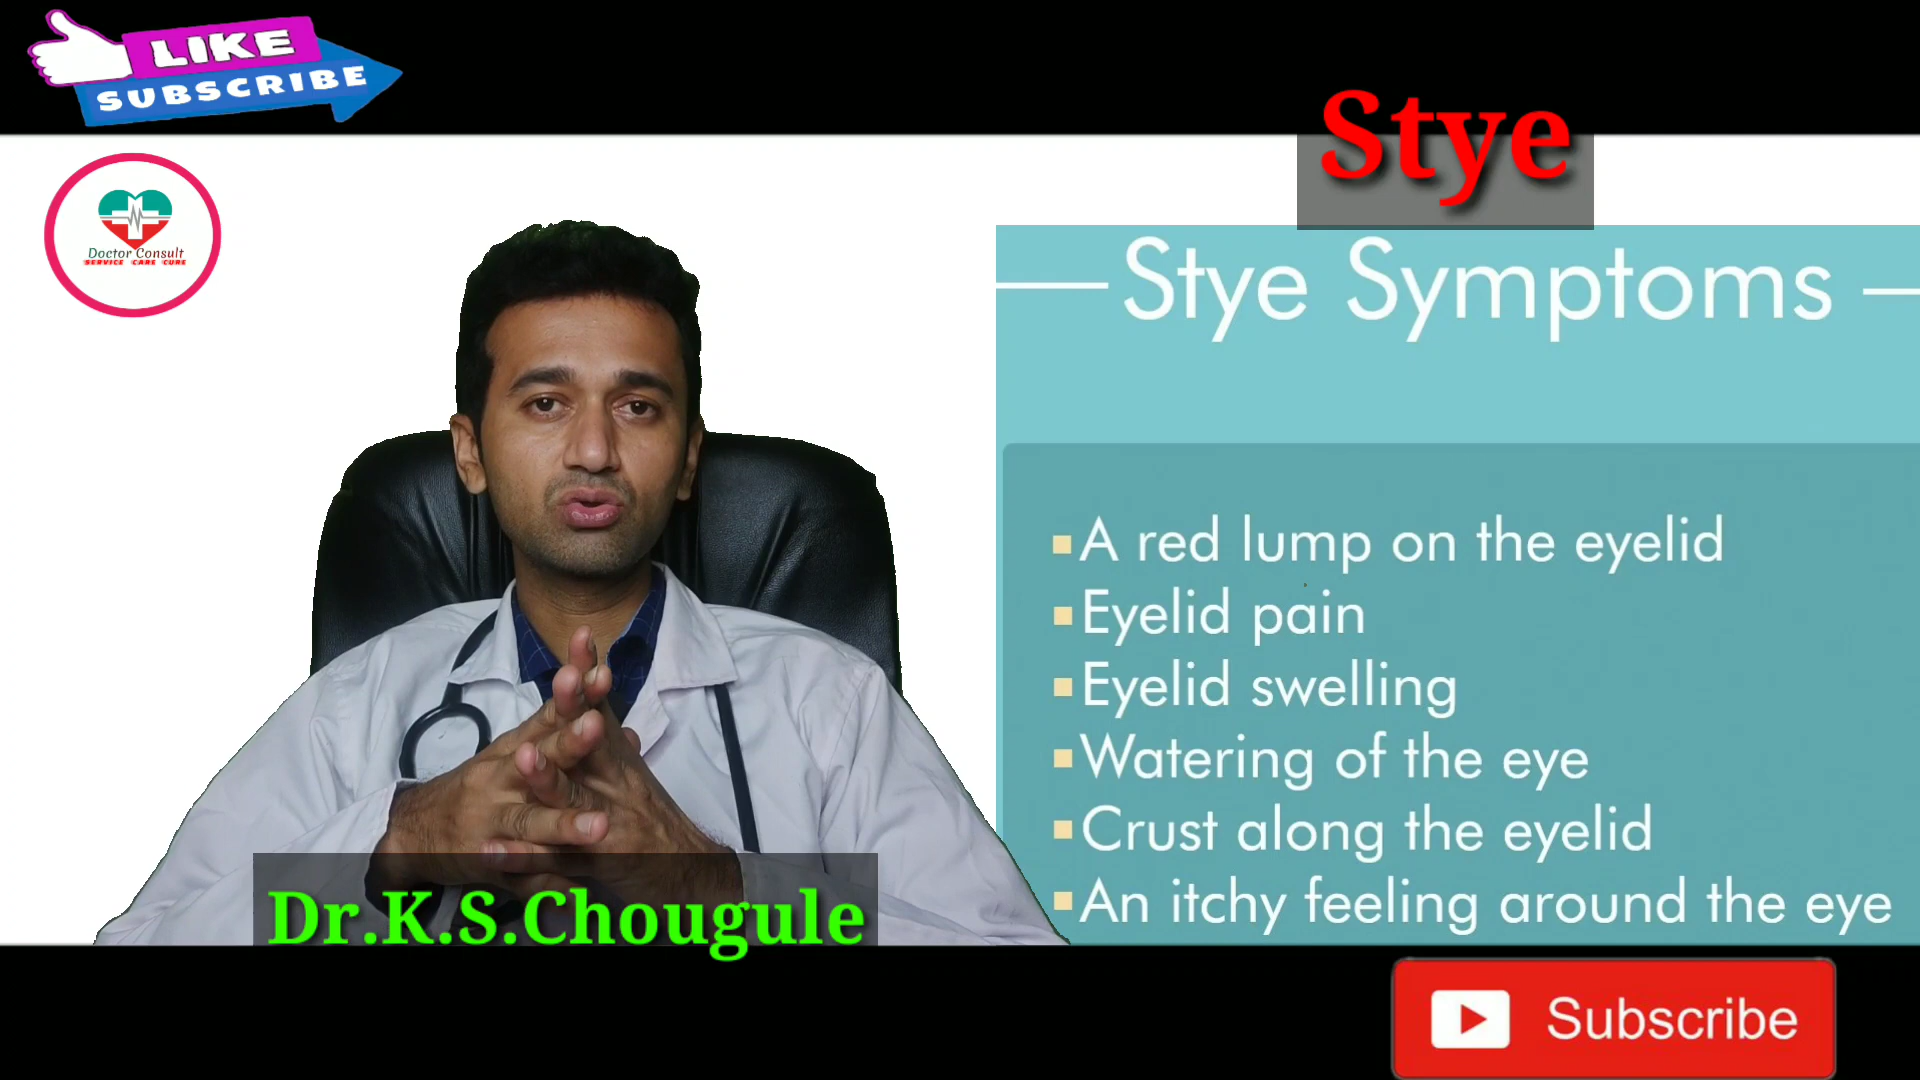 LIKE
SUBSCRIBE
Stye
Doctor Consult
SERVICE CARE CURE
Stye Symptoms
A red lump on the eyelid
Eyelid pain
Eyelid swelling
Watering of the eye
Crust along the eyelid
An itchy feeling around the eye
Dr.K.S.Chougule
Subscribe